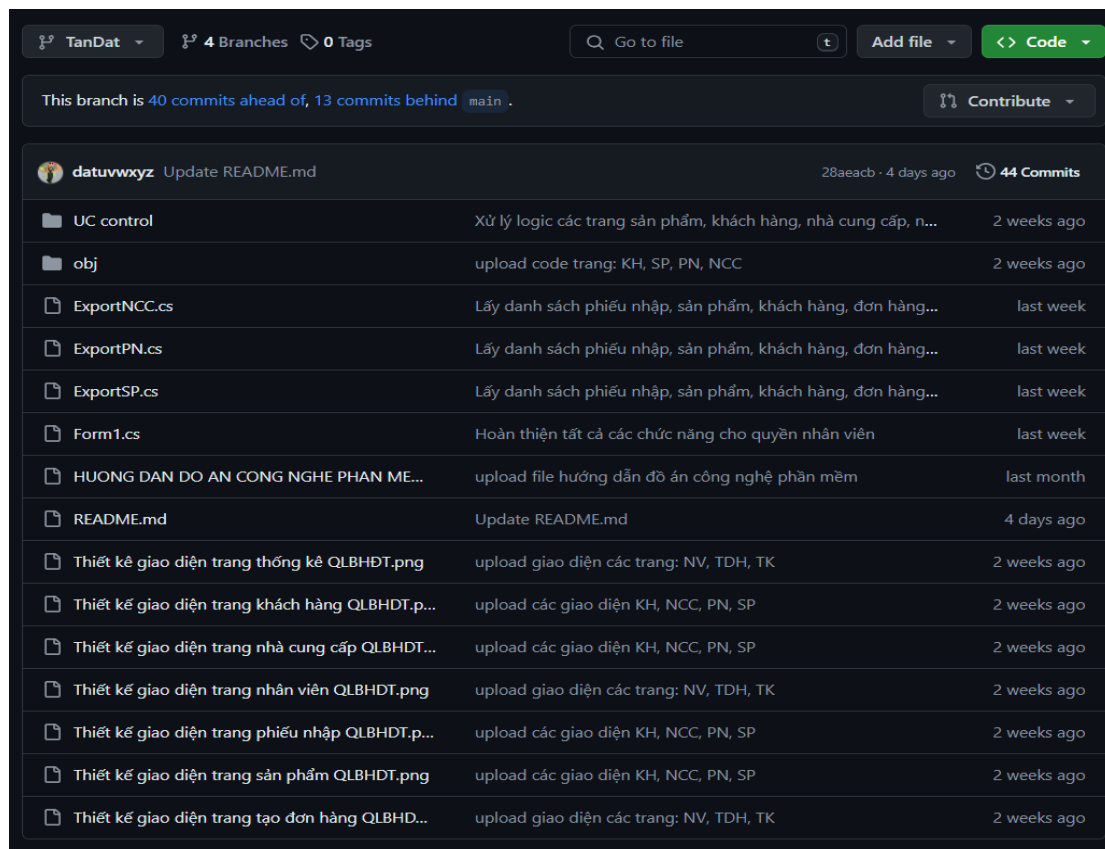 TanDat 4 Branches 0 Tags Go to file t Add file <> Code
This branch is 40 commits ahead of, 13 commits behind main .
Contribute
datuvwxyz Update README.md 28aeacb · 4 days ago 44 Commits
UC control Xử lý logic các trang sản phẩm, khách hàng, nhà cung cấp, n... 2 weeks ago
obj upload code trang: KH, SP, PN, NCC 2 weeks ago
ExportNCC.cs Lấy danh sách phiếu nhập, sản phẩm, khách hàng, đơn hàng... last week
ExportPN.cs Lấy danh sách phiếu nhập, sản phẩm, khách hàng, đơn hàng... last week
ExportSP.cs Lấy danh sách phiếu nhập, sản phẩm, khách hàng, đơn hàng... last week
Form1.cs Hoàn thiện tất cả các chức năng cho quyền nhân viên last week
HUONG DAN DO AN CONG NGHE PHAN ME... upload file hướng dẫn đồ án công nghệ phần mềm last month
README.md Update README.md 4 days ago
Thiết kê giao diện trang thống kê QLBHĐT.png upload giao diện các trang: NV, TDH, TK 2 weeks ago
Thiết kế giao diện trang khách hàng QLBHDT.p... upload các giao diện KH, NCC, PN, SP 2 weeks ago
Thiết kế giao diện trang nhà cung cấp QLBHDT... upload các giao diện KH, NCC, PN, SP 2 weeks ago
Thiết kế giao diện trang nhân viên QLBHDT.png upload giao diện các trang: NV, TDH, TK 2 weeks ago
Thiết kế giao diện trang phiếu nhập QLBHDT.p... upload các giao diện KH, NCC, PN, SP 2 weeks ago
Thiết kế giao diện trang sản phẩm QLBHDT.png upload các giao diện KH, NCC, PN, SP 2 weeks ago
Thiết kế giao diện trang tạo đơn hàng QLBHD... upload giao diện các trang: NV, TDH, TK 2 weeks ago